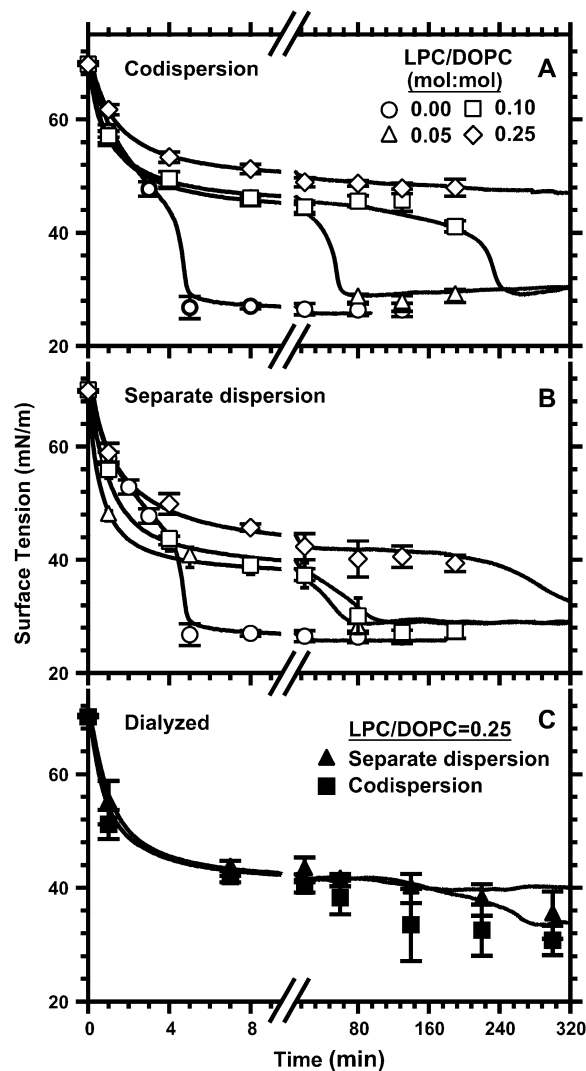 Codispersion
A
LPC/DOPC
(mol:mol)
0.00 0.10
0.05 0.25
60
40
20
Separate dispersion
B
60
40
20
Surface Tension (mN/m)
Dialyzed
C
LPC/DOPC=0.25
Separate dispersion
Codispersion
60
40
20
0 4 8 80 160 240 320
Time (min)